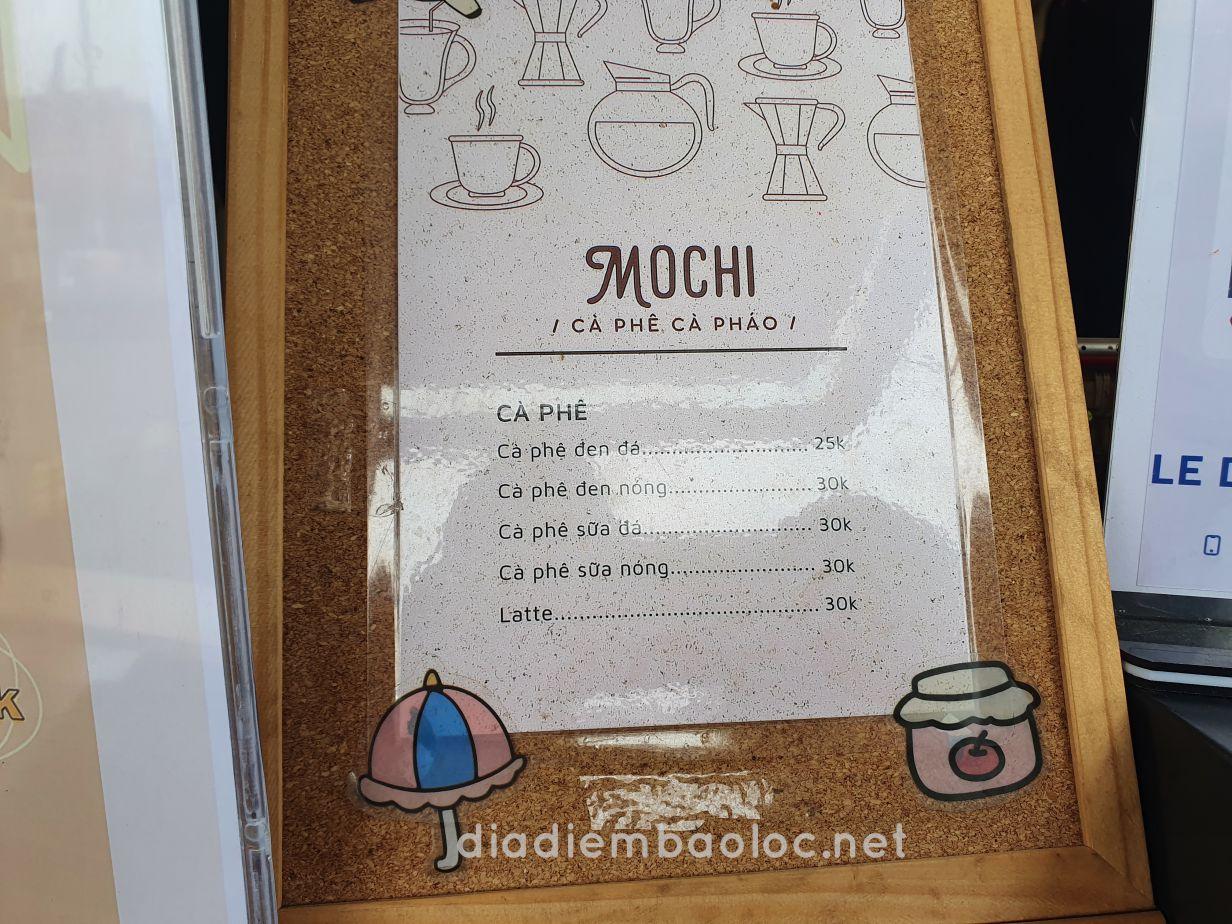 MOCHI
/ CÀ PHÊ CÀ PHÁO /
CÀ PHÊ
Cà phê đen đá............................ 25k
Cà phê đen nóng........................ 30k
Cà phê sữa đá............................ 30k
Cà phê sữa nóng........................ 30k
Latte............................................ 30k
LE
K
diadiembaoloc.net